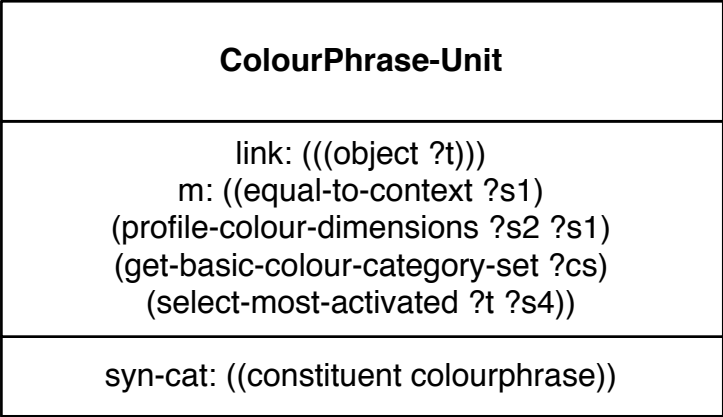 ColourPhrase-Unit
link: (((object ?t)))
m: ((equal-to-context ?s1)
(profile-colour-dimensions ?s2 ?s1)
(get-basic-colour-category-set ?cs)
(select-most-activated ?t ?s4))
syn-cat: ((constituent colourphrase))